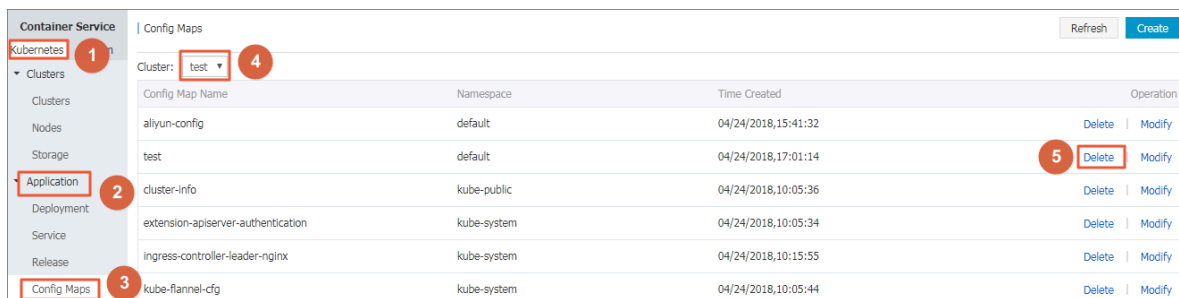 Container Service
Kubernetes
1
Clusters
Clusters
Nodes
Storage
Application
2
Deployment
Service
Release
Config Maps
3
Config Maps
Refresh
Create
Cluster: test
4
Config Map Name Namespace Time Created Operation
aliyun-config default 04/24/2018,15:41:32 Delete | Modify
test default 04/24/2018,17:01:14 5 Delete | Modify
cluster-info kube-public 04/24/2018,10:05:36 Delete | Modify
extension-apiserver-authentication kube-system 04/24/2018,10:05:34 Delete | Modify
ingress-controller-leader-nginx kube-system 04/24/2018,10:15:55 Delete | Modify
kube-flannel-cfg kube-system 04/24/2018,10:05:44 Delete | Modify